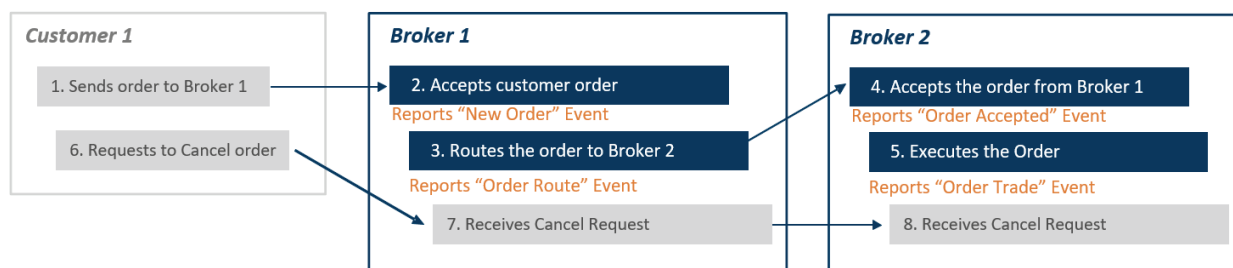 Customer 1
1. Sends order to Broker 1
6. Requests to Cancel order
Broker 1
2. Accepts customer order
Reports “New Order” Event
3. Routes the order to Broker 2
Reports “Order Route” Event
7. Receives Cancel Request
Broker 2
4. Accepts the order from Broker 1
Reports “Order Accepted” Event
5. Executes the Order
Reports “Order Trade” Event
8. Receives Cancel Request